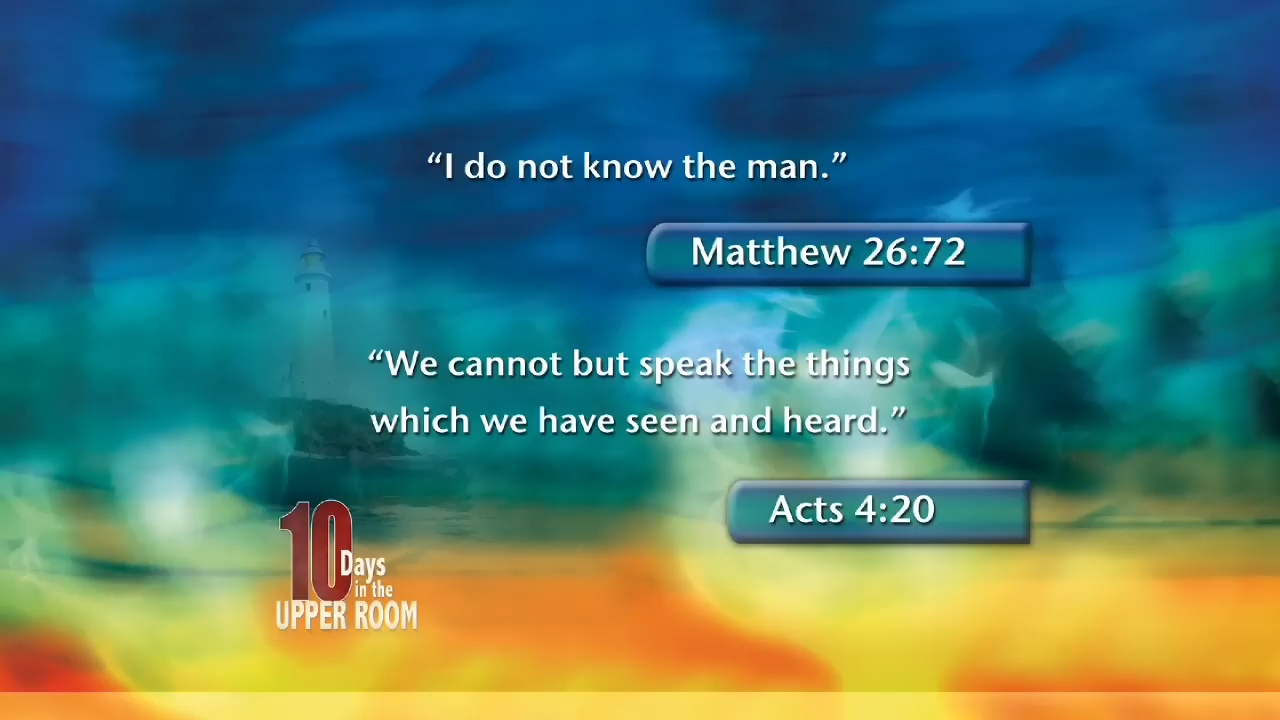 “I do not know the man.”
Matthew 26:72
“We cannot but speak the things
which we have seen and heard.”
Acts 4:20
10
Days
in the
UPPER ROOM